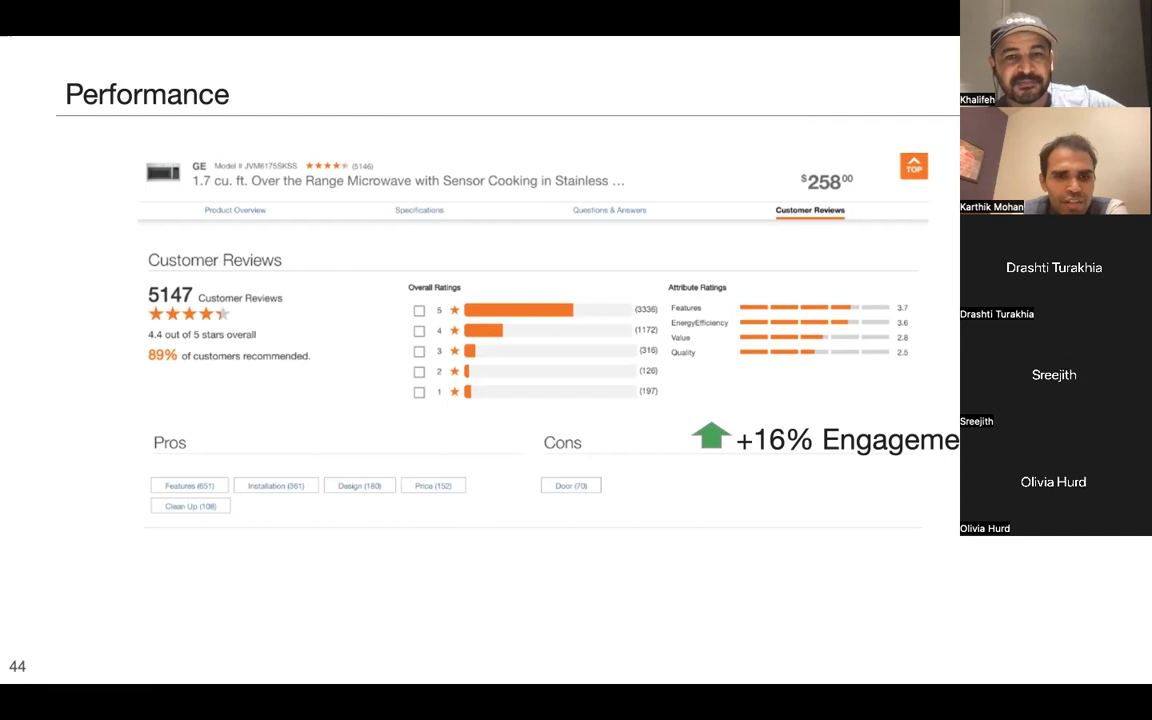 Performance
GE Model # JVM6175SKSS (5146)
1.7 cu. ft. Over the Range Microwave with Sensor Cooking in Stainless ...
$25800
TOP
Product Overview Specifications Questions & Answers Customer Reviews
Customer Reviews
5147 Customer Reviews
4.4 out of 5 stars overall
89% of customers recommended.
Overall Ratings
5 (3336)
4 (1172)
3 (316)
2 (126)
1 (197)
Attribute Ratings
Features 3.7
EnergyEfficiency 3.6
Value 2.8
Quality 2.5
+16% Engageme
Pros
Features (651) Installation (361) Design (180) Price (152)
Clean Up (108)
Cons
Door (70)
44
Google
Khalifeh
Karthik Mohan
Drashti Turakhia
Drashti Turakhia
Sreejith
Sreejith
Olivia Hurd
Olivia Hurd